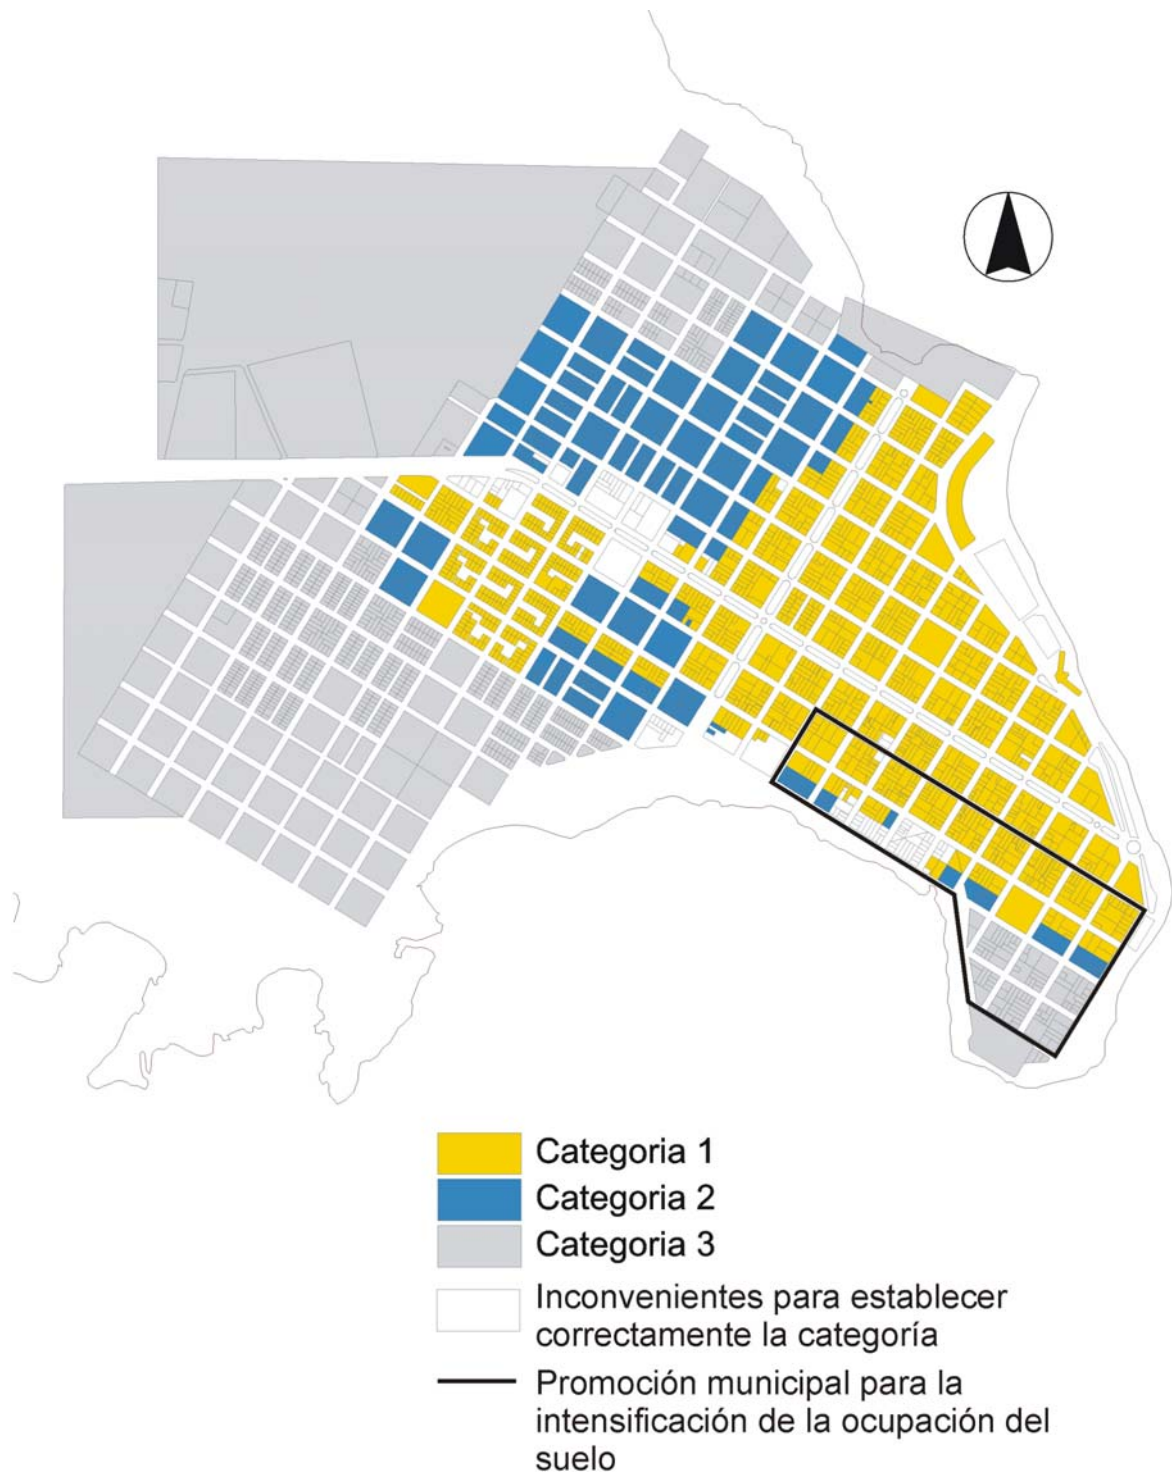 Categoria 1
Categoria 2
Categoria 3
Inconvenientes para establecer
correctamente la categoría
Promoción municipal para la
intensificación de la ocupación del
suelo